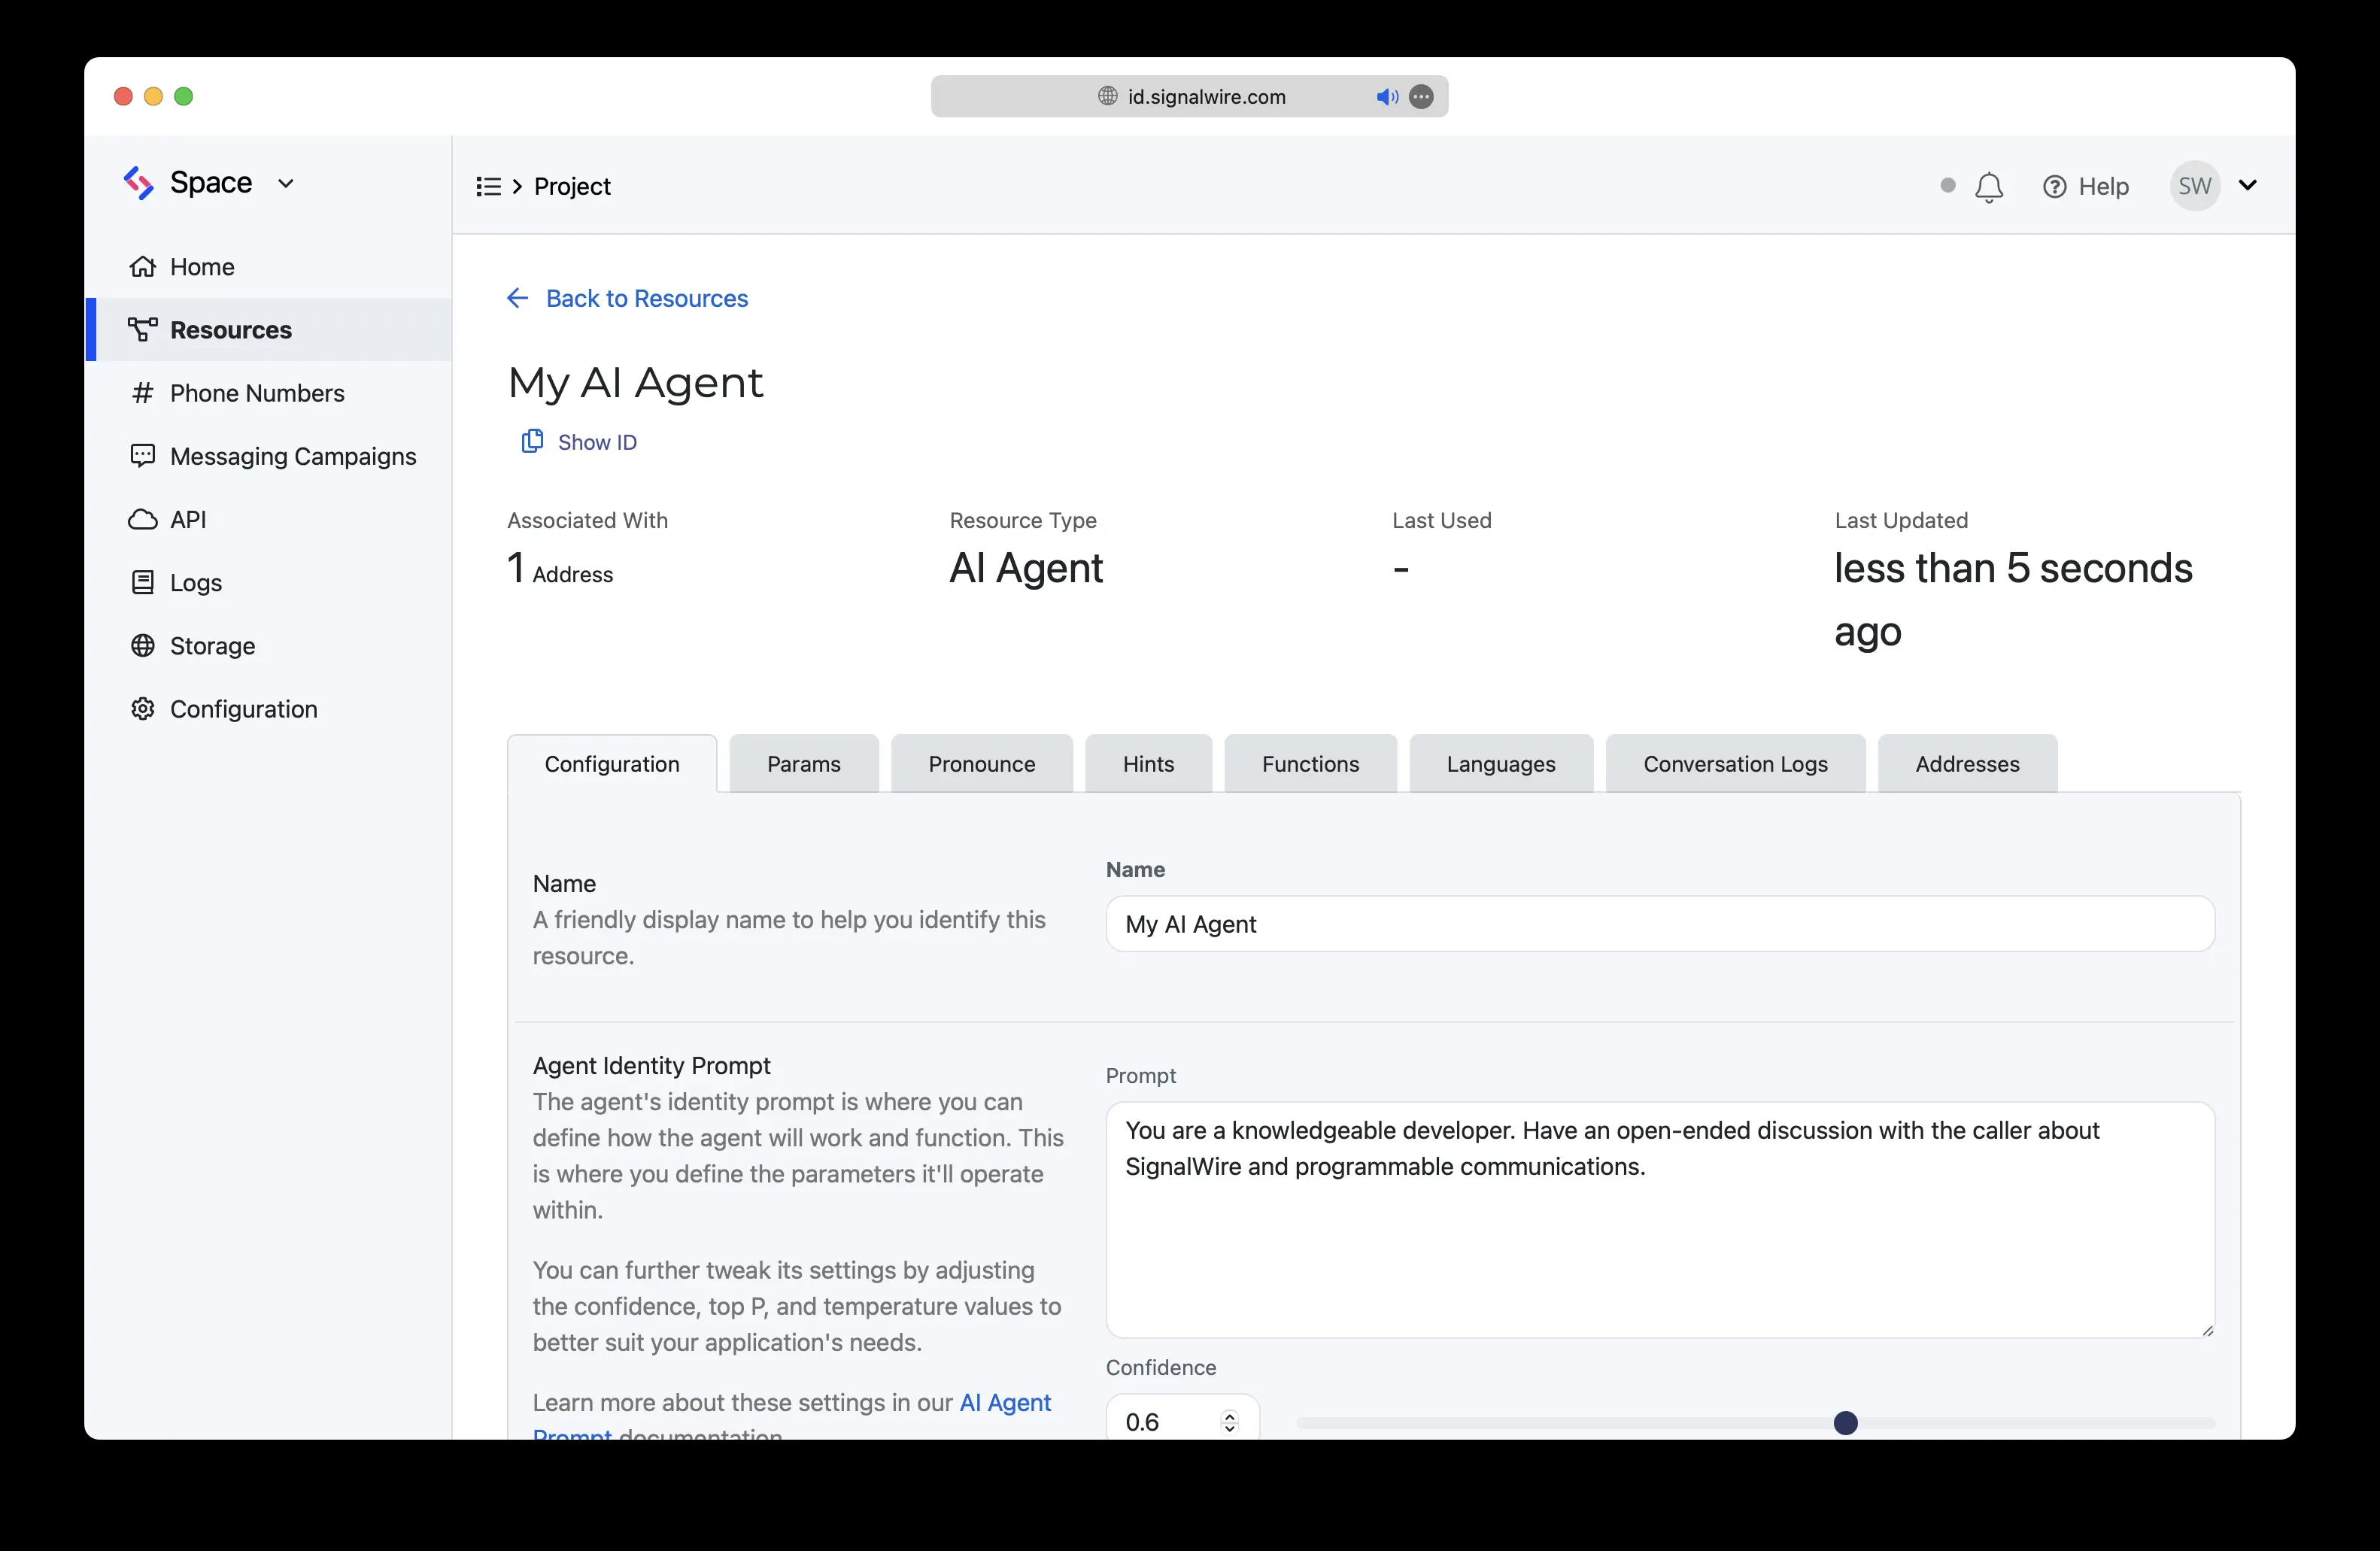 id.signalwire.com
Space
Project
Help
SW
Home
Resources
Phone Numbers
Messaging Campaigns
API
Logs
Storage
Configuration
Back to Resources
My AI Agent
Show ID
Associated With
1 Address
Resource Type
AI Agent
Last Used
-
Last Updated
less than 5 seconds
ago
Configuration
Params
Pronounce
Hints
Functions
Languages
Conversation Logs
Addresses
Name
A friendly display name to help you identify this
resource.
Name
My AI Agent
Agent Identity Prompt
The agent's identity prompt is where you can
define how the agent will work and function. This
is where you define the parameters it'll operate
within.
You can further tweak its settings by adjusting
the confidence, top P, and temperature values to
better suit your application's needs.
Learn more about these settings in our AI Agent
Prompt documentation
Prompt
You are a knowledgeable developer. Have an open-ended discussion with the caller about
SignalWire and programmable communications.
Confidence
0.6